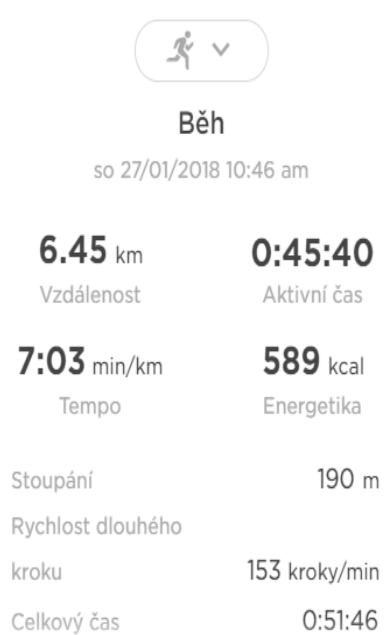 Běh
so 27/01/2018 10:46 am
6.45 km 0:45:40
Vzdálenost Aktivní čas
7:03 min/km 589 kcal
Tempo Energetika
Stoupání 190 m
Rychlost dlouhého
kroku 153 kroky/min
Celkový čas 0:51:46